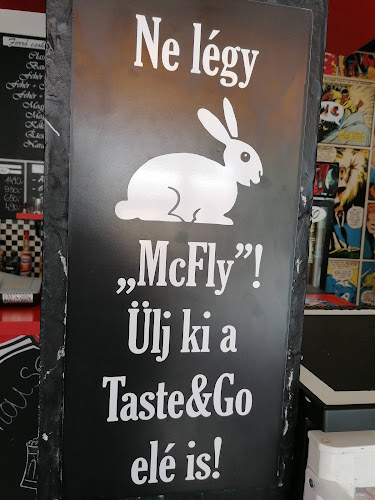 Ne légy
„McFly”!
Ülj ki a
Taste&Go
elé is!